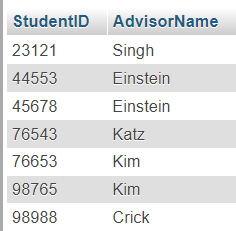 StudentID AdvisorName
23121 Singh
44553 Einstein
45678 Einstein
76543 Katz
76653 Kim
98765 Kim
98988 Crick